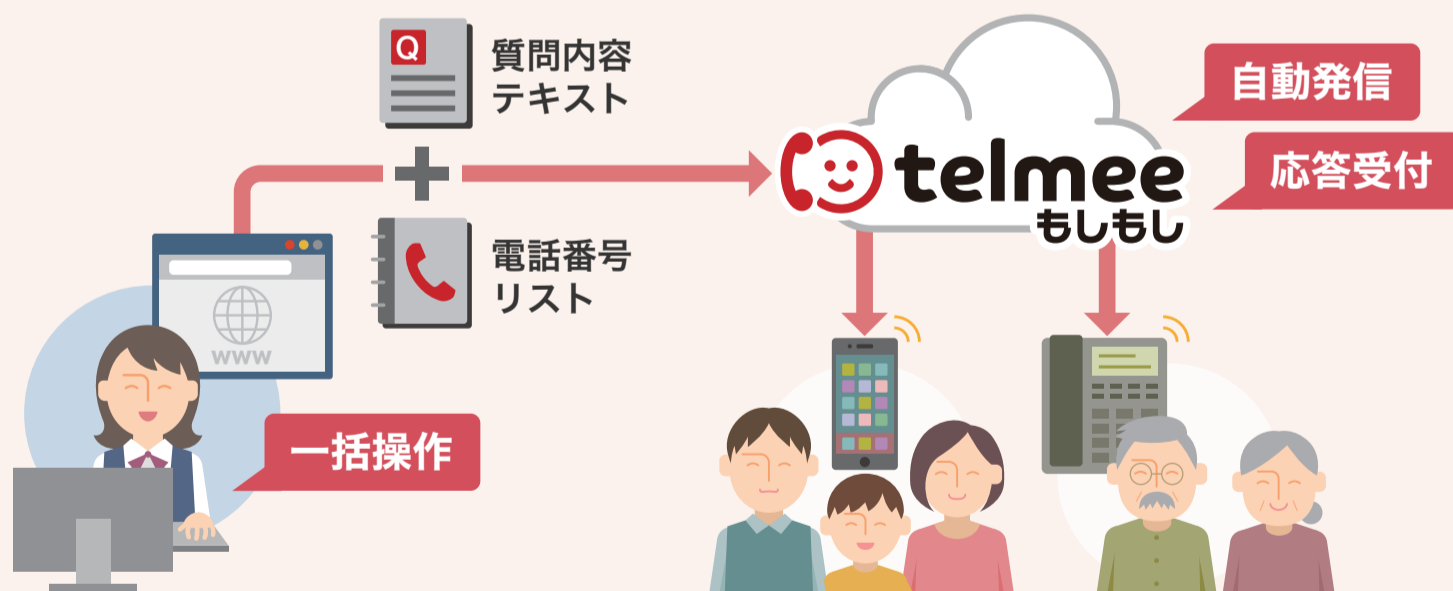 Q
質問内容
テキスト
自動発信
応答受付
telmee
もしもし
電話番号
リスト
www
一括操作